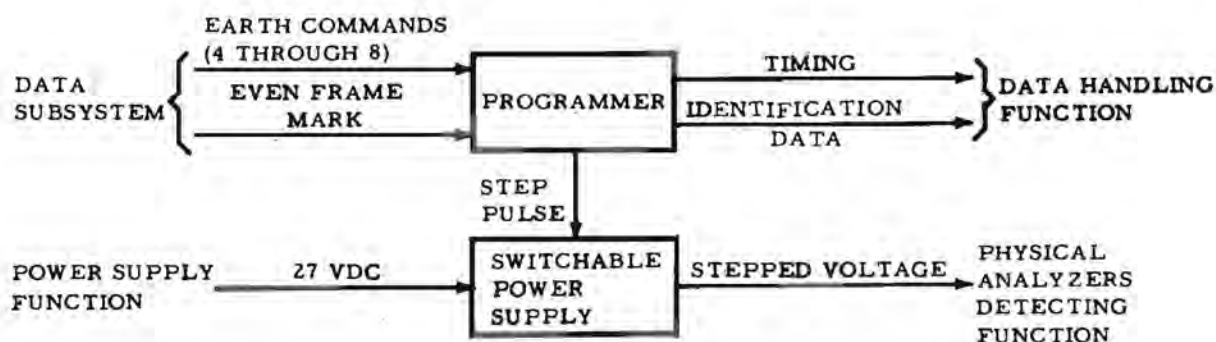 EARTH COMMANDS
(4 THROUGH 8)
DATA
SUBSYSTEM
EVEN FRAME
MARK
PROGRAMMER
TIMING
IDENTIFICATION
DATA
DATA HANDLING
FUNCTION
STEP
PULSE
POWER SUPPLY
FUNCTION
27 VDC
SWITCHABLE
POWER
SUPPLY
STEPPED VOLTAGE
PHYSICAL
ANALYZERS
DETECTING
FUNCTION